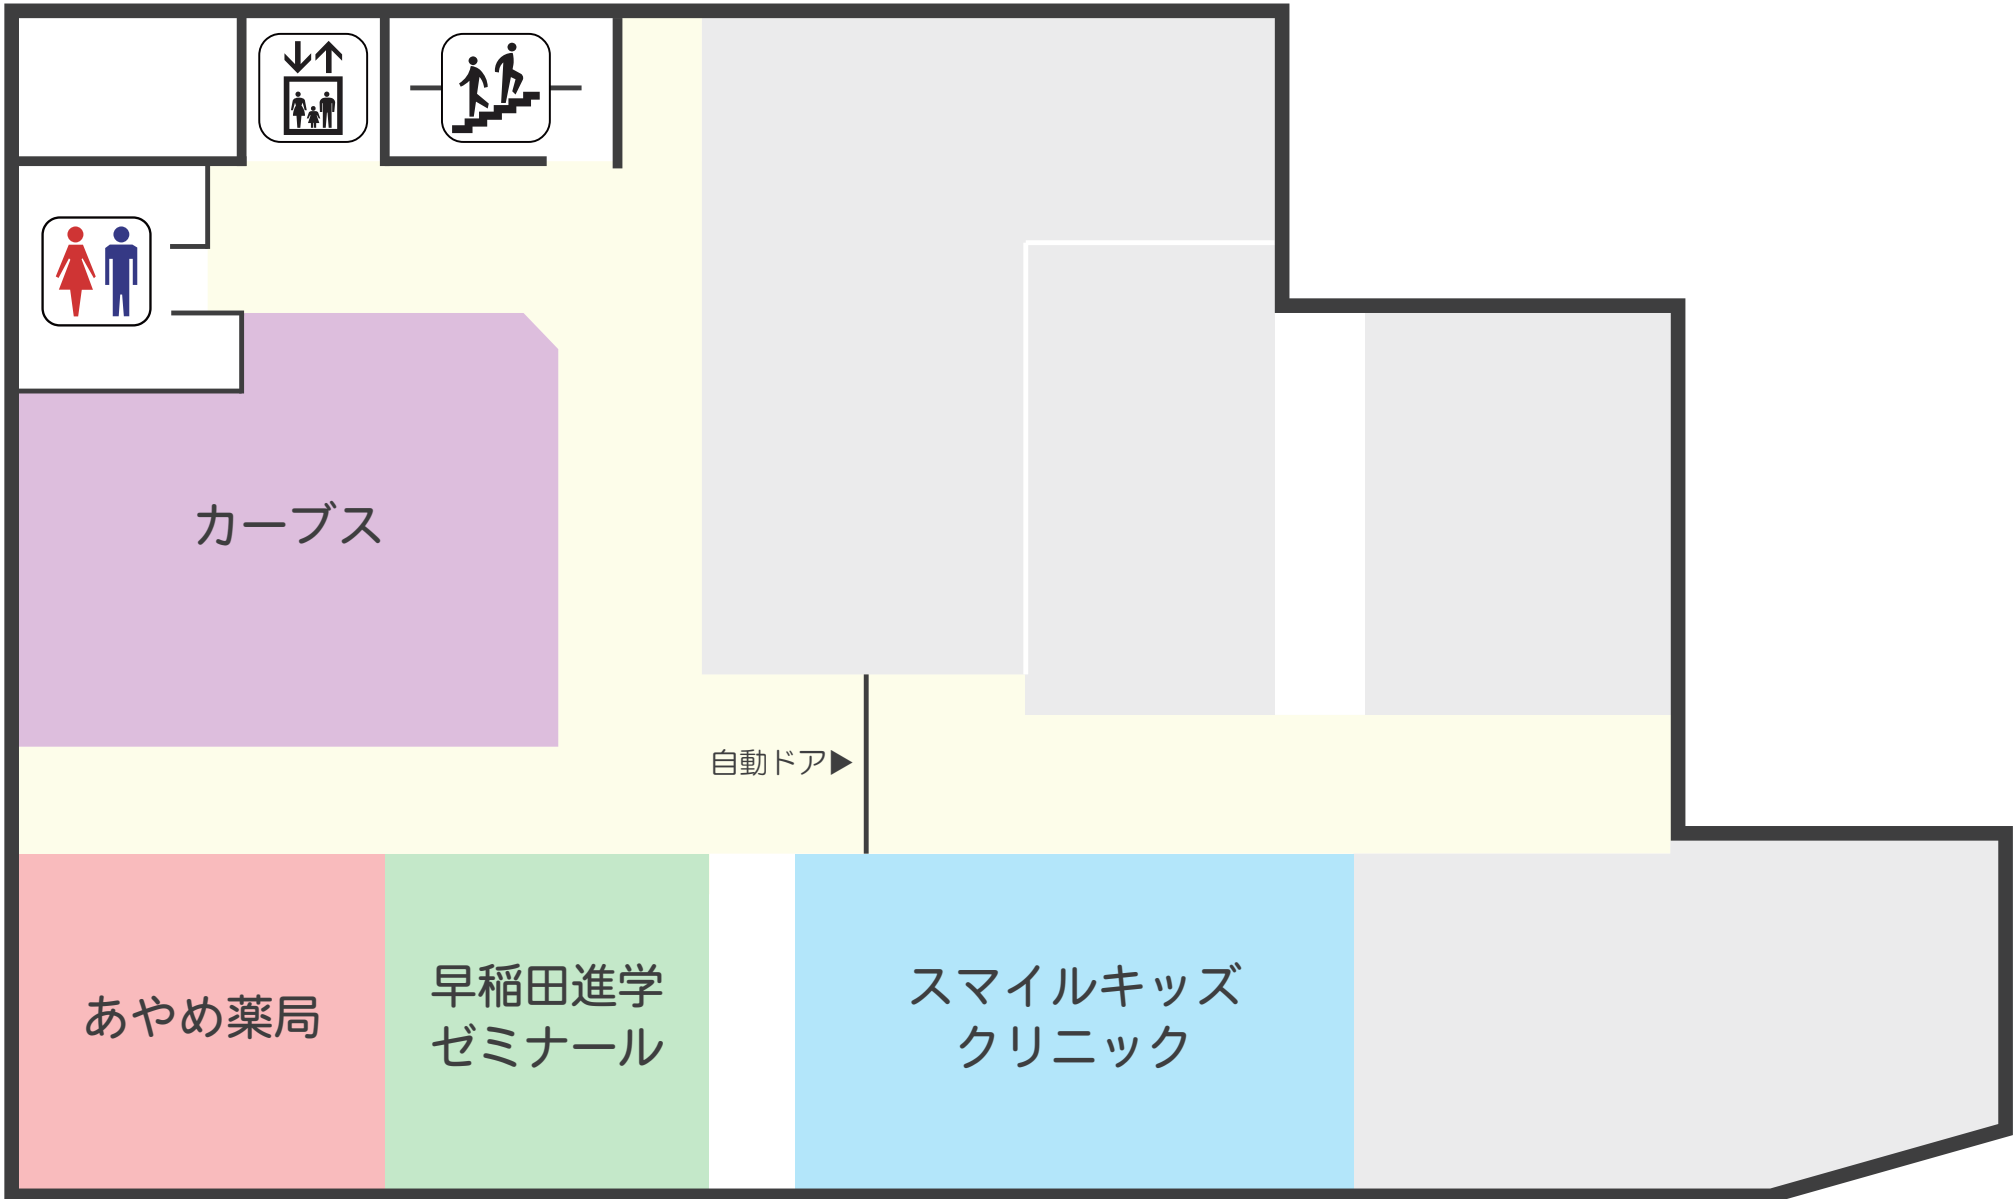 カーブス
自動ドア▶
あやめ薬局
早稲田進学
ゼミナール
スマイルキッズ
クリニック